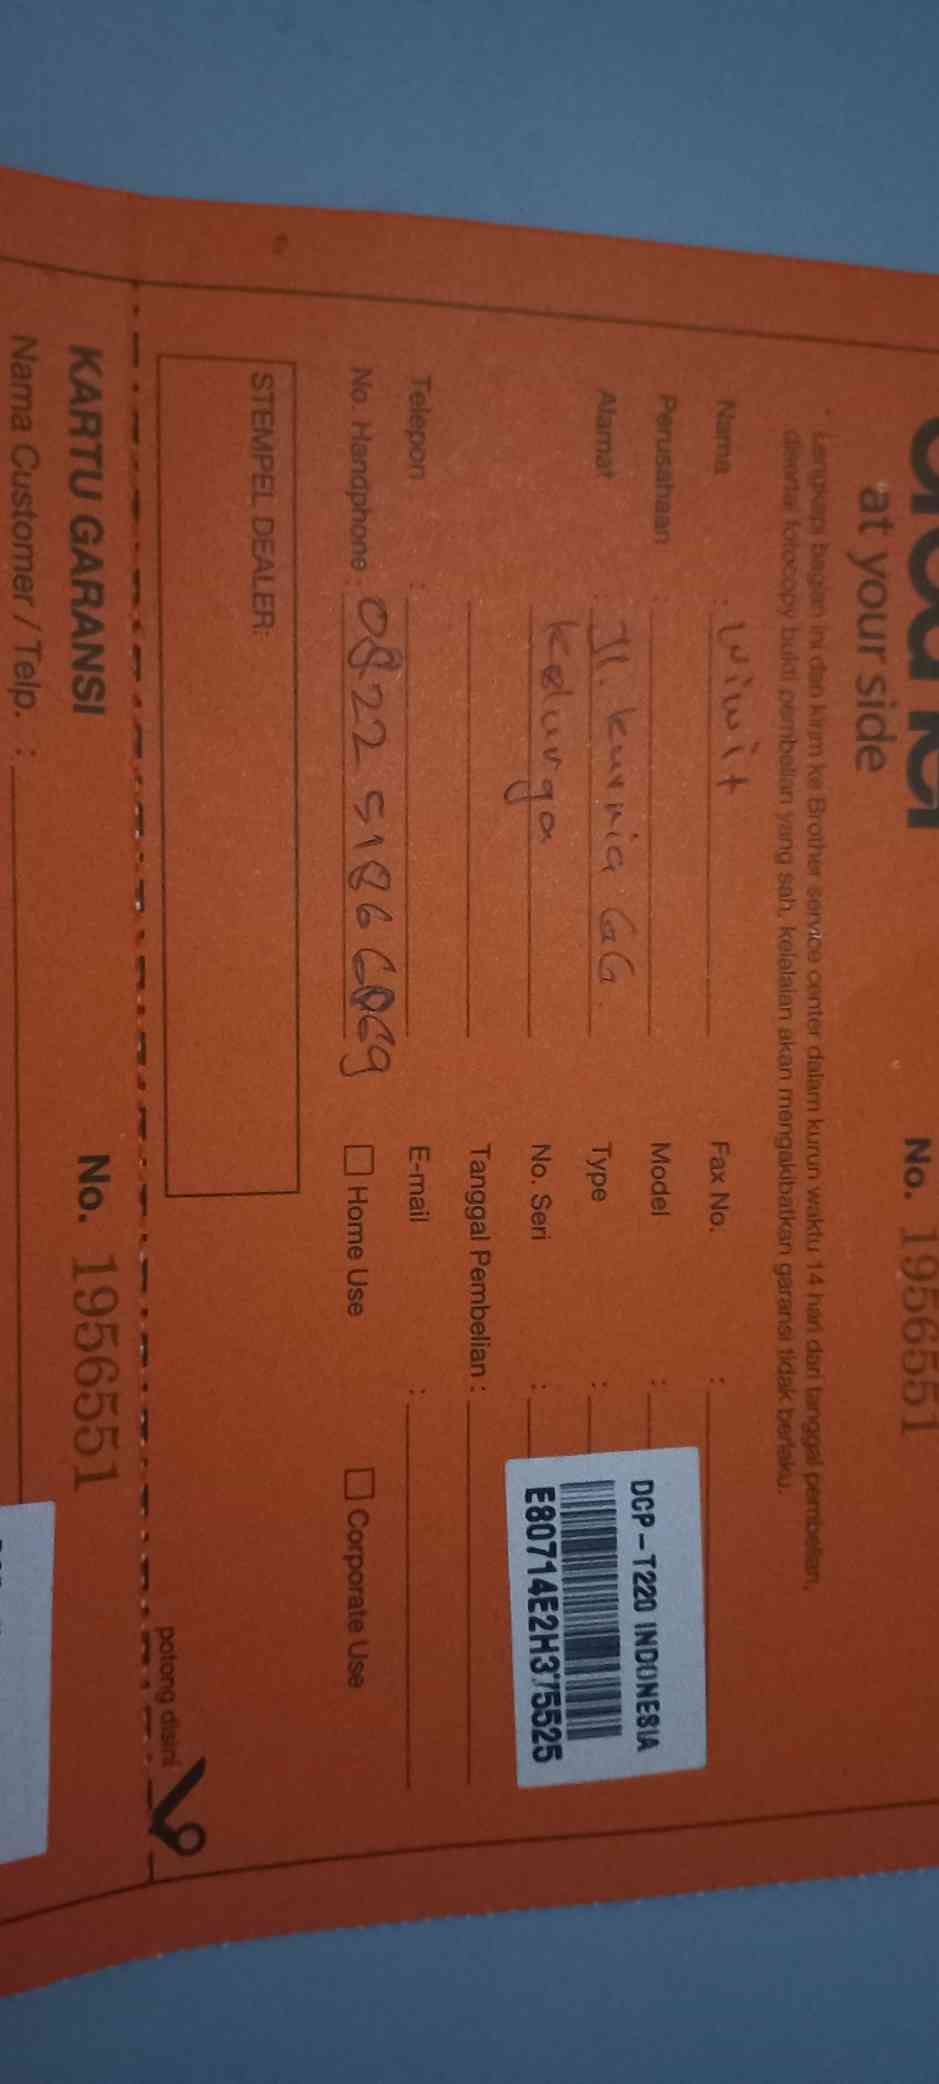 at your side
No. 1956551
- Lengkapi bagian ini dan kirim ke Brother service center dalam kurun waktu 14 hari dari tanggal pembelian,
disertai fotocopy bukti pembelian yang sah, kelalaian akan mengakibatkan garansi tidak berlaku.
Nama : wiwit
Perusahaan :
Alamat : Jl. kurnia GG.
kelurga
Telepon :
No. Handphone :
Fax No. :
Model :
Type :
No. Seri :
Tanggal Pembelian :
E-mail :
DCP-T220 INDONESIA
E80714E2H375525
Home Use
Corporate Use
STEMPEL DEALER:
potong disini
KARTU GARANSI
No. 1956551
Nama Customer / Telp. :